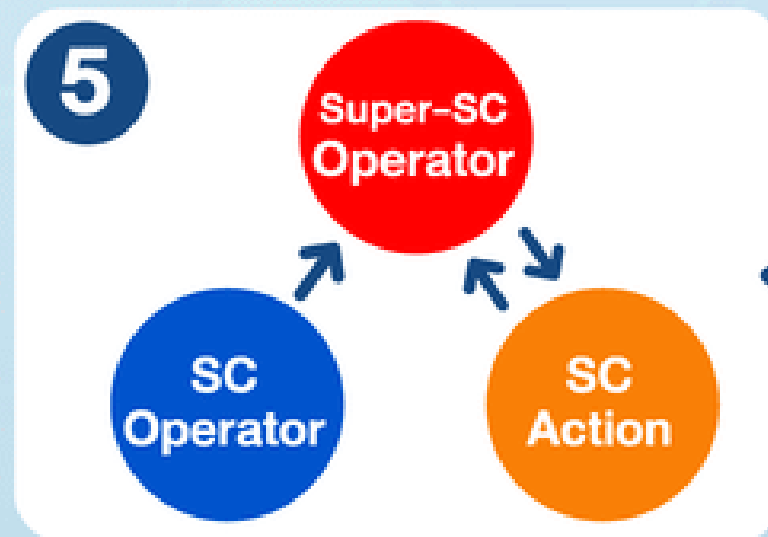 5
Super-SC
Operator
SC
Operator
SC
Action